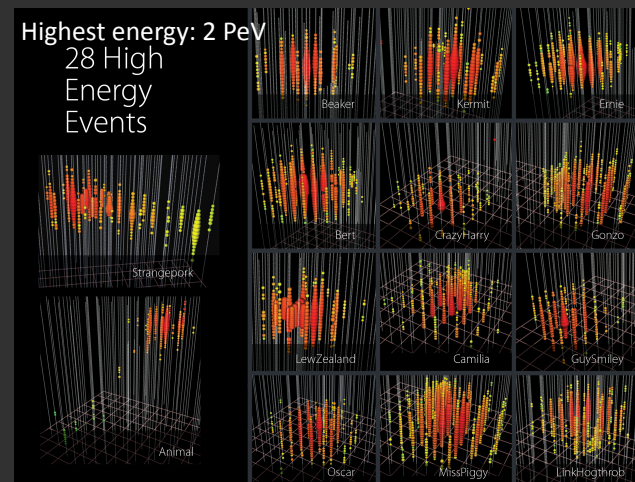 Highest energy: 2 PeV
28 High
Energy
Events
Beaker
Kermit
Ernie
Bert
CrazyHarry
Gonzo
Strangepork
LewZealand
Camilia
GuySmiley
Animal
Oscar
MissPiggy
LinkHogthrob